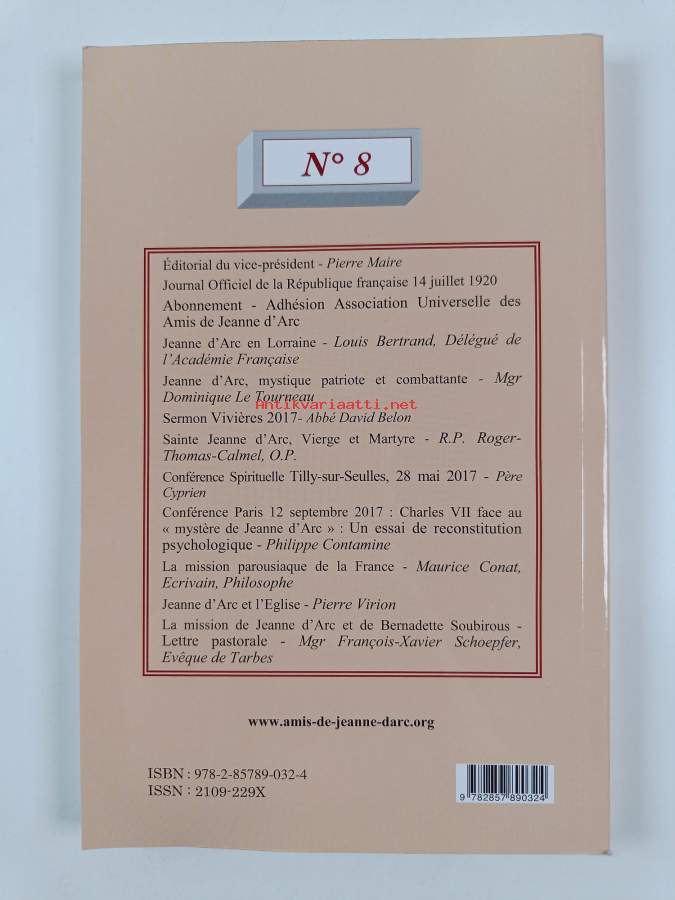 N° 8
Éditorial du vice-président - Pierre Maire
Journal Officiel de la République française 14 juillet 1920
Abonnement - Adhésion Association Universelle des
Amis de Jeanne d'Arc
Jeanne d'Arc en Lorraine - Louis Bertrand, Délégué de
l'Académie Française
Jeanne d'Arc, mystique patriote et combattante - Mgr
Dominique Le Tourneau
Antikvariaatti.net
Sermon Vivières 2017- Abbé David Belon
Sainte Jeanne d'Arc, Vierge et Martyre - R.P. Roger-
Thomas-Calmel, O.P.
Conférence Spirituelle Tilly-sur-Seulles, 28 mai 2017 - Père
Cyprien
Conférence Paris 12 septembre 2017 : Charles VII face au
« mystère de Jeanne d'Arc » : Un essai de reconstitution
psychologique - Philippe Contamine
La mission parousiaque de la France - Maurice Conat,
Ecrivain, Philosophe
Jeanne d'Arc et l'Eglise - Pierre Virion
La mission de Jeanne d'Arc et de Bernadette Soubirous -
Lettre pastorale - Mgr François-Xavier Schoepfer,
Evêque de Tarbes
www.amis-de-jeanne-darc.org
ISBN : 978-2-85789-032-4
ISSN : 2109-229X
9 782857 890324